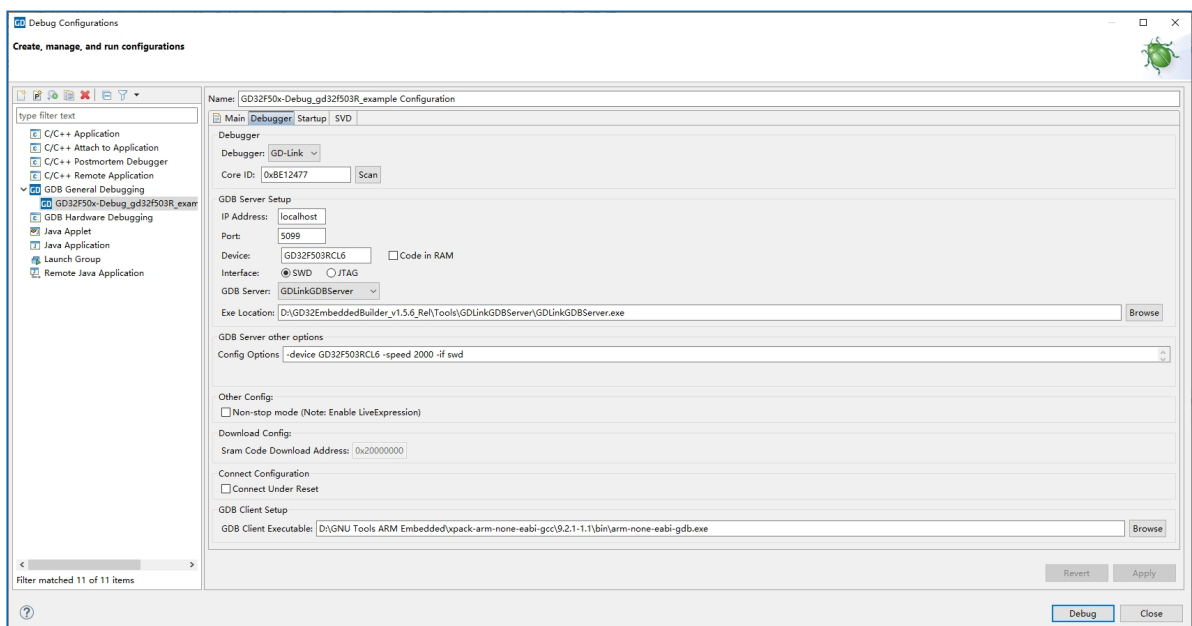 GD Debug Configurations
Create, manage, and run configurations
type filter text
C/C++ Application
C/C++ Attach to Application
C/C++ Postmortem Debugger
C/C++ Remote Application
GD GDB General Debugging
GD GD32F50x-Debug_gd32f503R_exam
GDB Hardware Debugging
Java Applet
Java Application
Launch Group
Remote Java Application
Filter matched 11 of 11 items
Name: GD32F50x-Debug_gd32f503R_example Configuration
Main Debugger Startup SVD
Debugger
Debugger: GD-Link
Core ID: 0xBE12477 Scan
GDB Server Setup
IP Address: localhost
Port: 5099
Device: GD32F503RCL6 Code in RAM
Interface: SWD JTAG
GDB Server: GDLinkGDBServer
Exe Location: D:\GD32EmbeddedBuilder_v1.5.6_Rel\Tools\GDLinkGDBServer\GDLinkGDBServer.exe Browse
GDB Server other options
Config Options -device GD32F503RCL6 -speed 2000 -if swd
Other Config:
Non-stop mode (Note: Enable LiveExpression)
Download Config:
Sram Code Download Address: 0x20000000
Connect Configuration
Connect Under Reset
GDB Client Setup
GDB Client Executable: D:\GNU Tools ARM Embedded\xpack-arm-none-eabi-gcc\9.2.1-1.1\bin\arm-none-eabi-gdb.exe Browse
Revert Apply
Debug Close